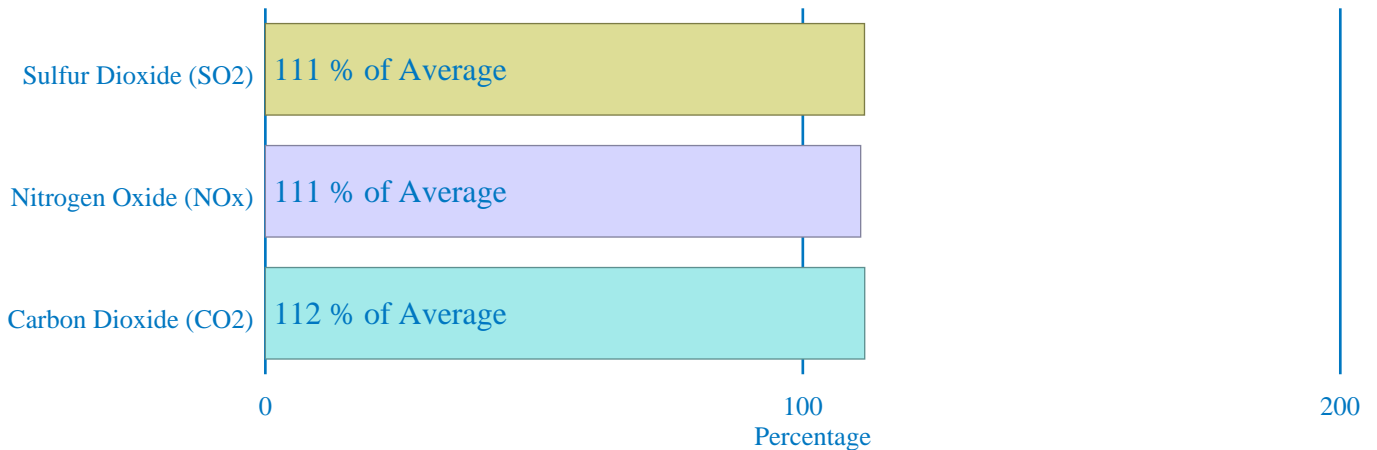 Sulfur Dioxide (SO2) 111 % of Average
Nitrogen Oxide (NOx) 111 % of Average
Carbon Dioxide (CO2) 112 % of Average
0 100 200
Percentage